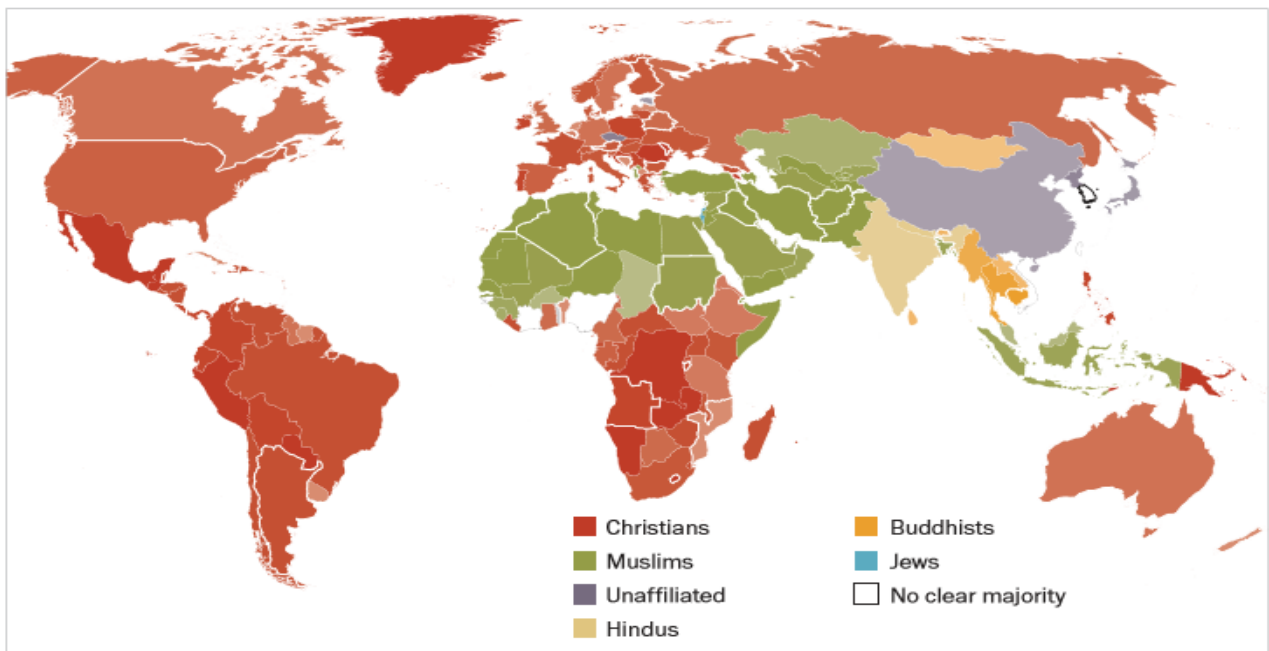 Christians
Muslims
Unaffiliated
Hindus
Buddhists
Jews
No clear majority